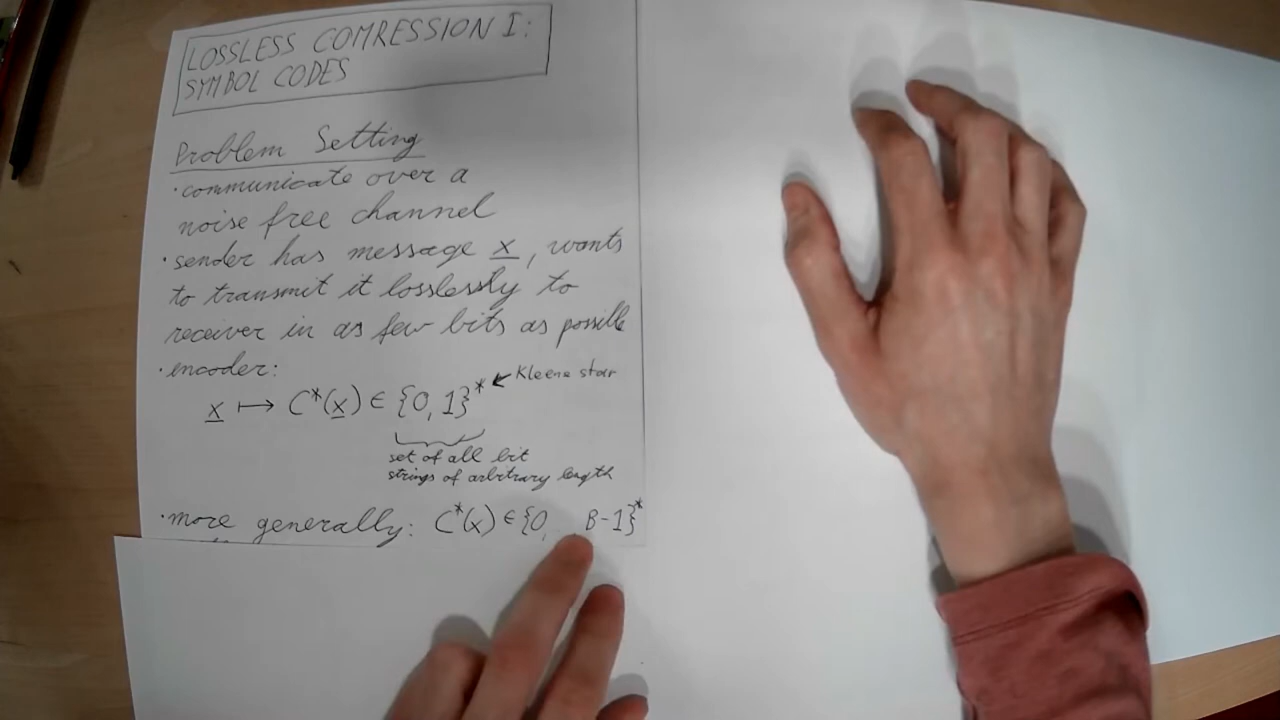 LOSSLESS COMRESSION I:
SYMBOL CODES
Problem Setting
· communicate over a
noise free channel
· sender has message x, wants
to transmit it losslessly to
receiver in as few bits as possible
· encoder:
x ↦ C*(x) ∈ {0, 1}* ← Kleene star
set of all bit
strings of arbitrary length
· more generally: C*(x) ∈ {0, B-1}*